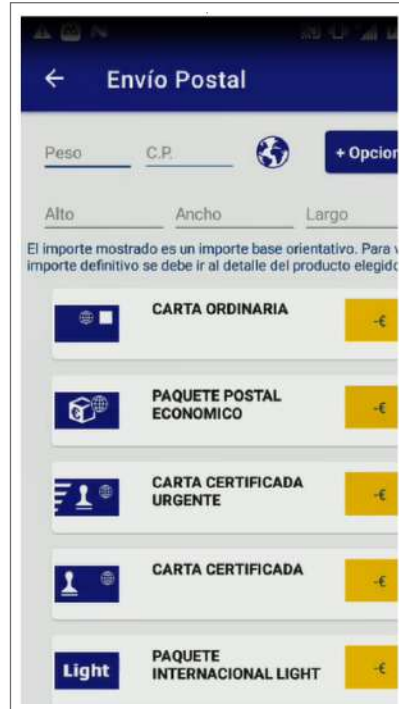 Envío Postal
Peso C.P. + Opcion
Alto Ancho Largo
El importe mostrado es un importe base orientativo. Para v
importe definitivo se debe ir al detalle del producto elegido
CARTA ORDINARIA
-€
PAQUETE POSTAL
ECONOMICO
-€
CARTA CERTIFICADA
URGENTE
-€
CARTA CERTIFICADA
-€
Light
PAQUETE
INTERNACIONAL LIGHT
-€